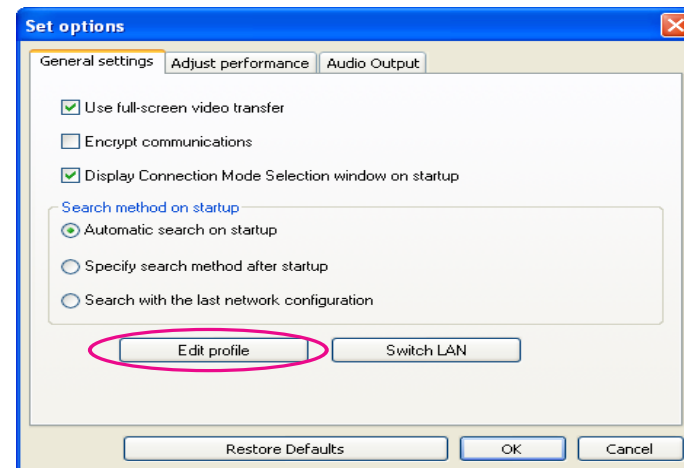 Set options
General settings Adjust performance Audio Output
Use full-screen video transfer
Encrypt communications
Display Connection Mode Selection window on startup
Search method on startup
Automatic search on startup
Specify search method after startup
Search with the last network configuration
Edit profile Switch LAN
Restore Defaults OK Cancel